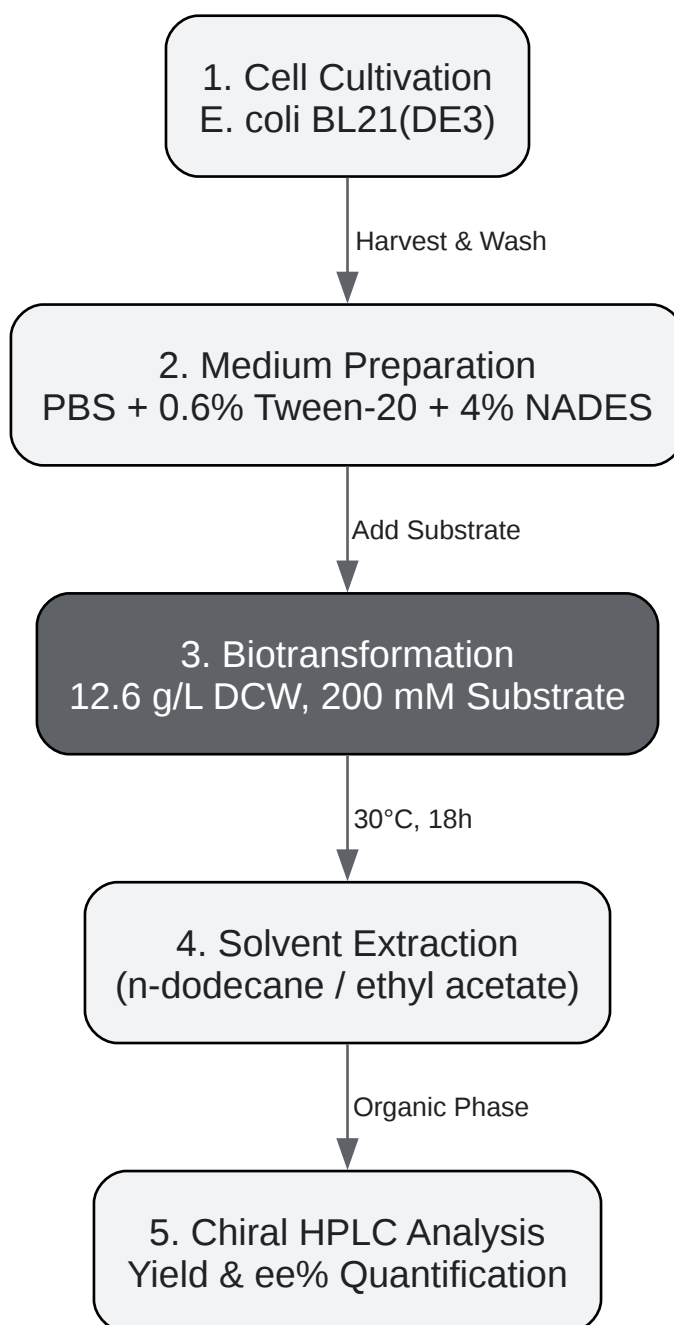 1. Cell Cultivation
E. coli BL21(DE3)
Harvest & Wash
2. Medium Preparation
PBS + 0.6% Tween-20 + 4% NADES
Add Substrate
3. Biotransformation
12.6 g/L DCW, 200 mM Substrate
30°C, 18h
4. Solvent Extraction
(n-dodecane / ethyl acetate)
Organic Phase
5. Chiral HPLC Analysis
Yield & ee% Quantification